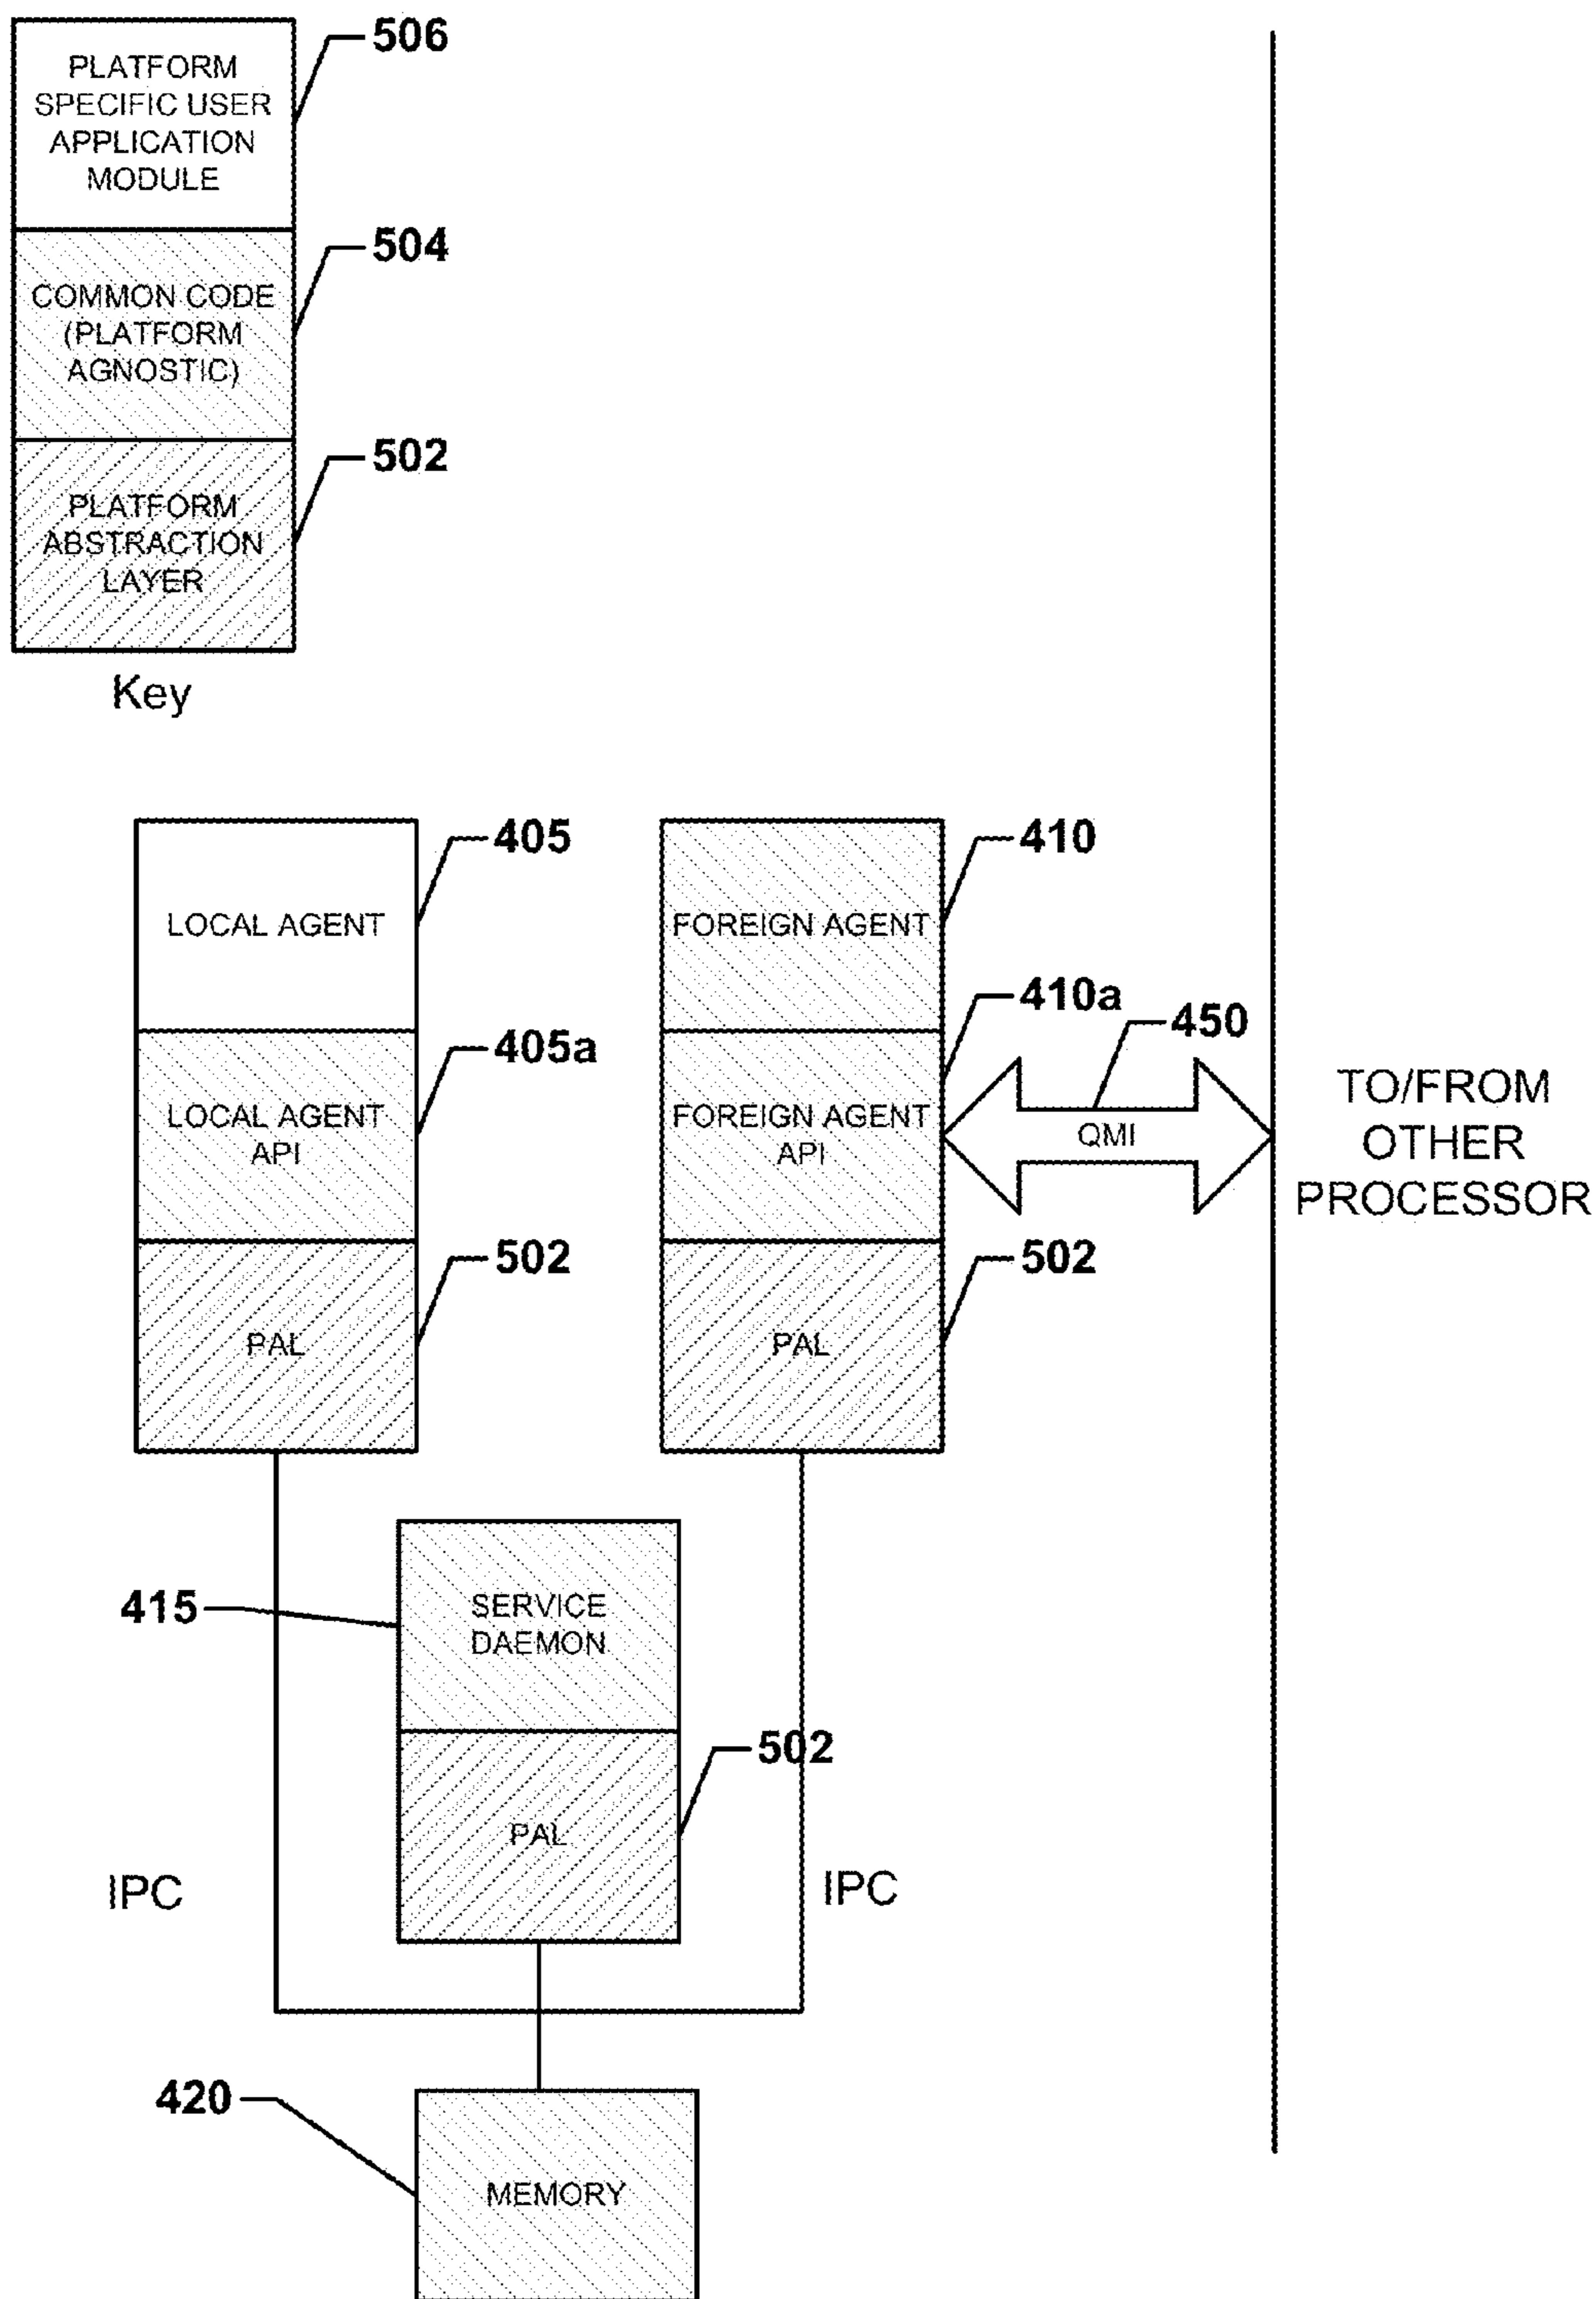 506
PLATFORM
SPECIFIC USER
APPLICATION
MODULE
504
COMMON CODE
(PLATFORM
AGNOSTIC)
502
PLATFORM
ABSTRACTION
LAYER
Key
405
LOCAL AGENT
405a
LOCAL AGENT
API
502
PAL
410
FOREIGN AGENT
410a
FOREIGN AGENT
API
502
PAL
450
QMI
TO/FROM
OTHER
PROCESSOR
415
SERVICE
DAEMON
502
PAL
IPC
IPC
420
MEMORY